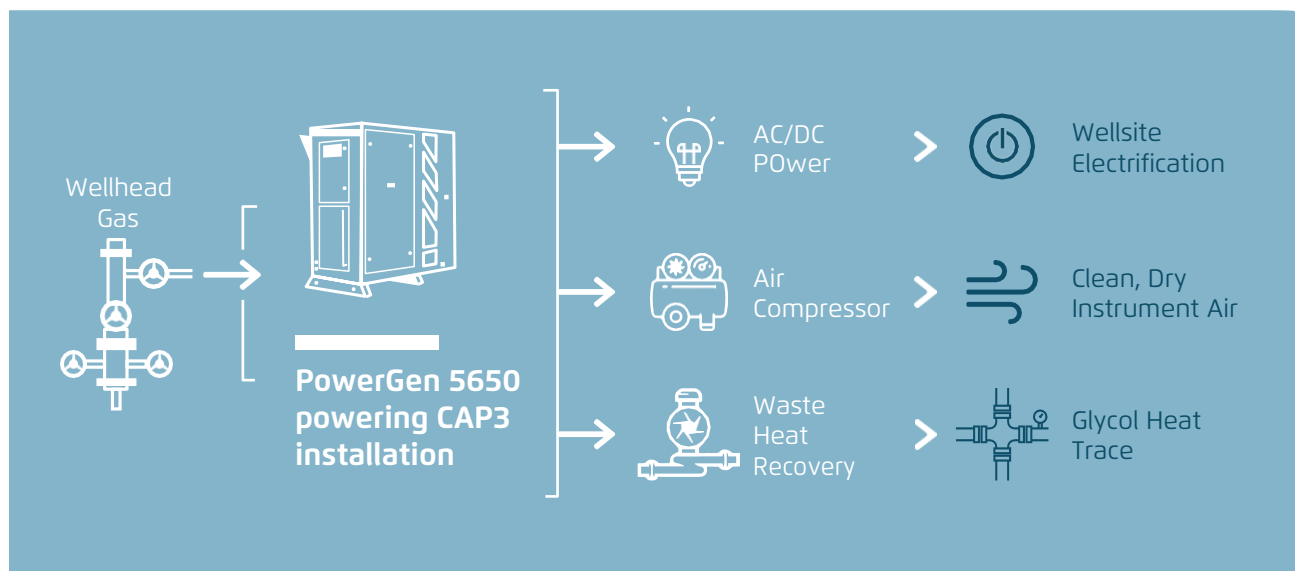 Wellhead
Gas
PowerGen 5650
powering CAP3
installation
AC/DC
POwer
Wellsite
Electrification
Air
Compressor
Clean, Dry
Instrument Air
Waste
Heat
Recovery
Glycol Heat
Trace